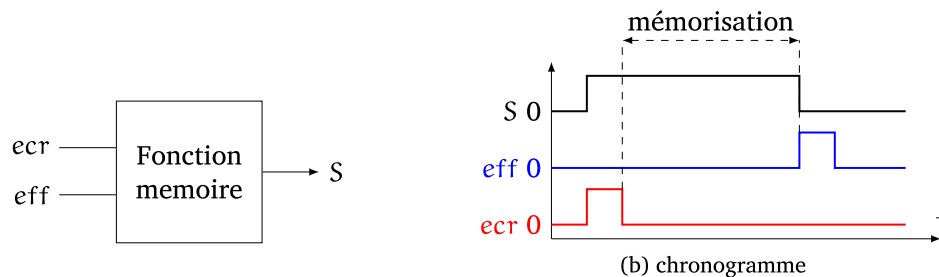 ecr
eff
Fonction
memoire
S
mémorisation
S 0
eff 0
ecr 0
(b) chronogramme